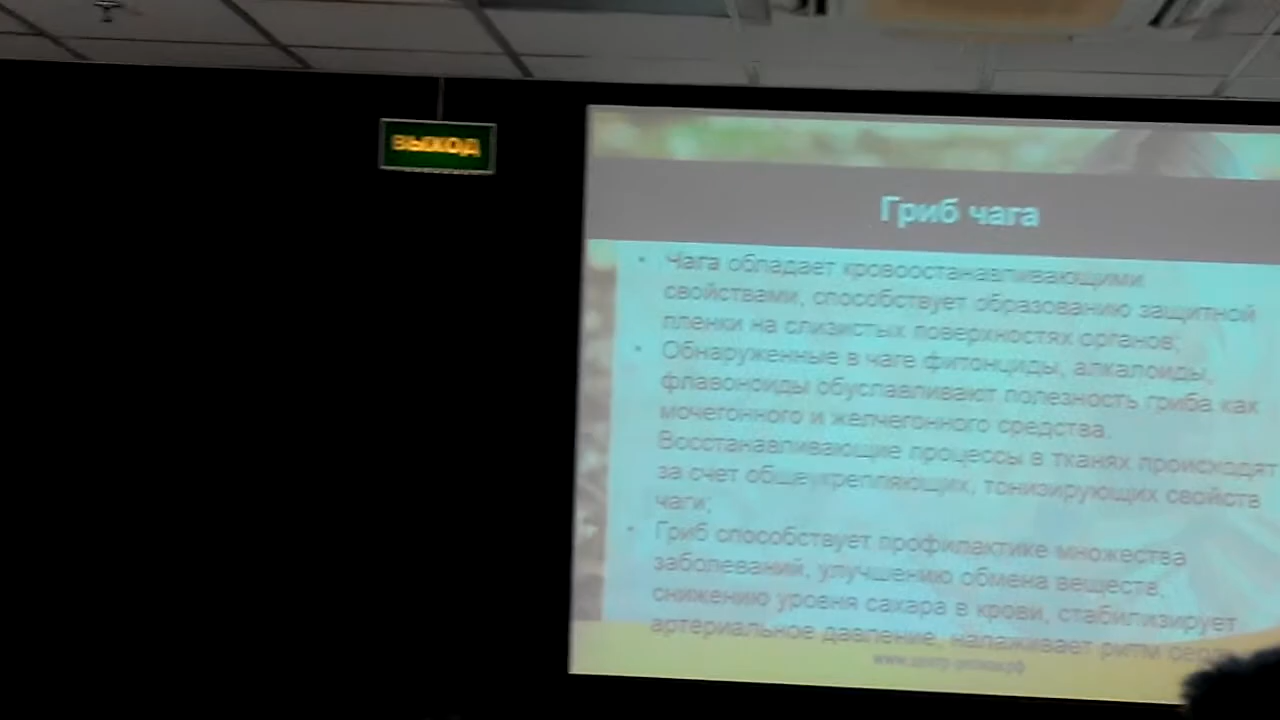 ВЫХОД
Гриб чага
• Чага обладает кровоостанавливающими
свойствами, способствует образованию защитной
пленки на слизистых поверхностях органов;
• Обнаруженные в чаге фитонциды, алкалоиды,
флавоноиды обуславливают полезность гриба как
мочегонного и желчегонного средства.
Восстанавливающие процессы в тканях происходят
за счет общеукрепляющих, тонизирующих свойств
чаги;
• Гриб способствует профилактике множества
заболеваний, улучшению обмена веществ,
снижению уровня сахара в крови, стабилизирует
артериальное давление, налаживает ритм